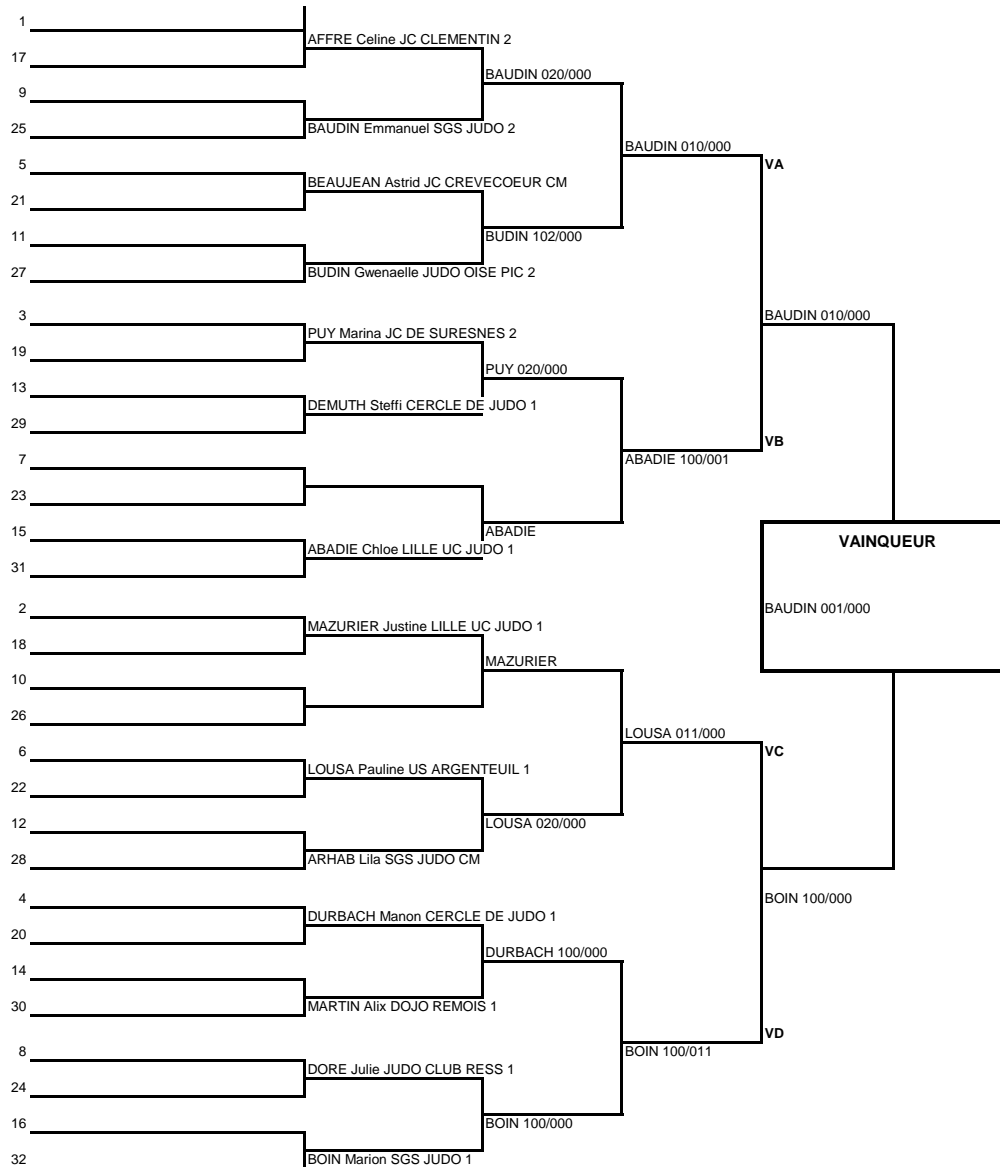 1
AFFRE Celine JC CLEMENTIN 2
17
BAUDIN 020/000
9
25
BAUDIN Emmanuel SGS JUDO 2
BAUDIN 010/000
VA
5
BEAUJEAN Astrid JC CREVECOEUR CM
21
11
BUDIN 102/000
27
BUDIN Gwenaelle JUDO OISE PIC 2
3
BAUDIN 010/000
PUY Marina JC DE SURESNES 2
19
PUY 020/000
13
DEMUTH Steffi CERCLE DE JUDO 1
29
VB
7
ABADIE 100/001
23
15
ABADIE
VAINQUEUR
ABADIE Chloe LILLE UC JUDO 1
31
2
BAUDIN 001/000
MAZURIER Justine LILLE UC JUDO 1
18
MAZURIER
10
26
LOUSA 011/000
6
VC
LOUSA Pauline US ARGENTEUIL 1
22
12
LOUSA 020/000
28
ARHAB Lila SGS JUDO CM
4
BOIN 100/000
DURBACH Manon CERCLE DE JUDO 1
20
DURBACH 100/000
14
30
MARTIN Alix DOJO REMOIS 1
VD
8
BOIN 100/011
DORE Julie JUDO CLUB RESS 1
24
16
BOIN 100/000
32
BOIN Marion SGS JUDO 1